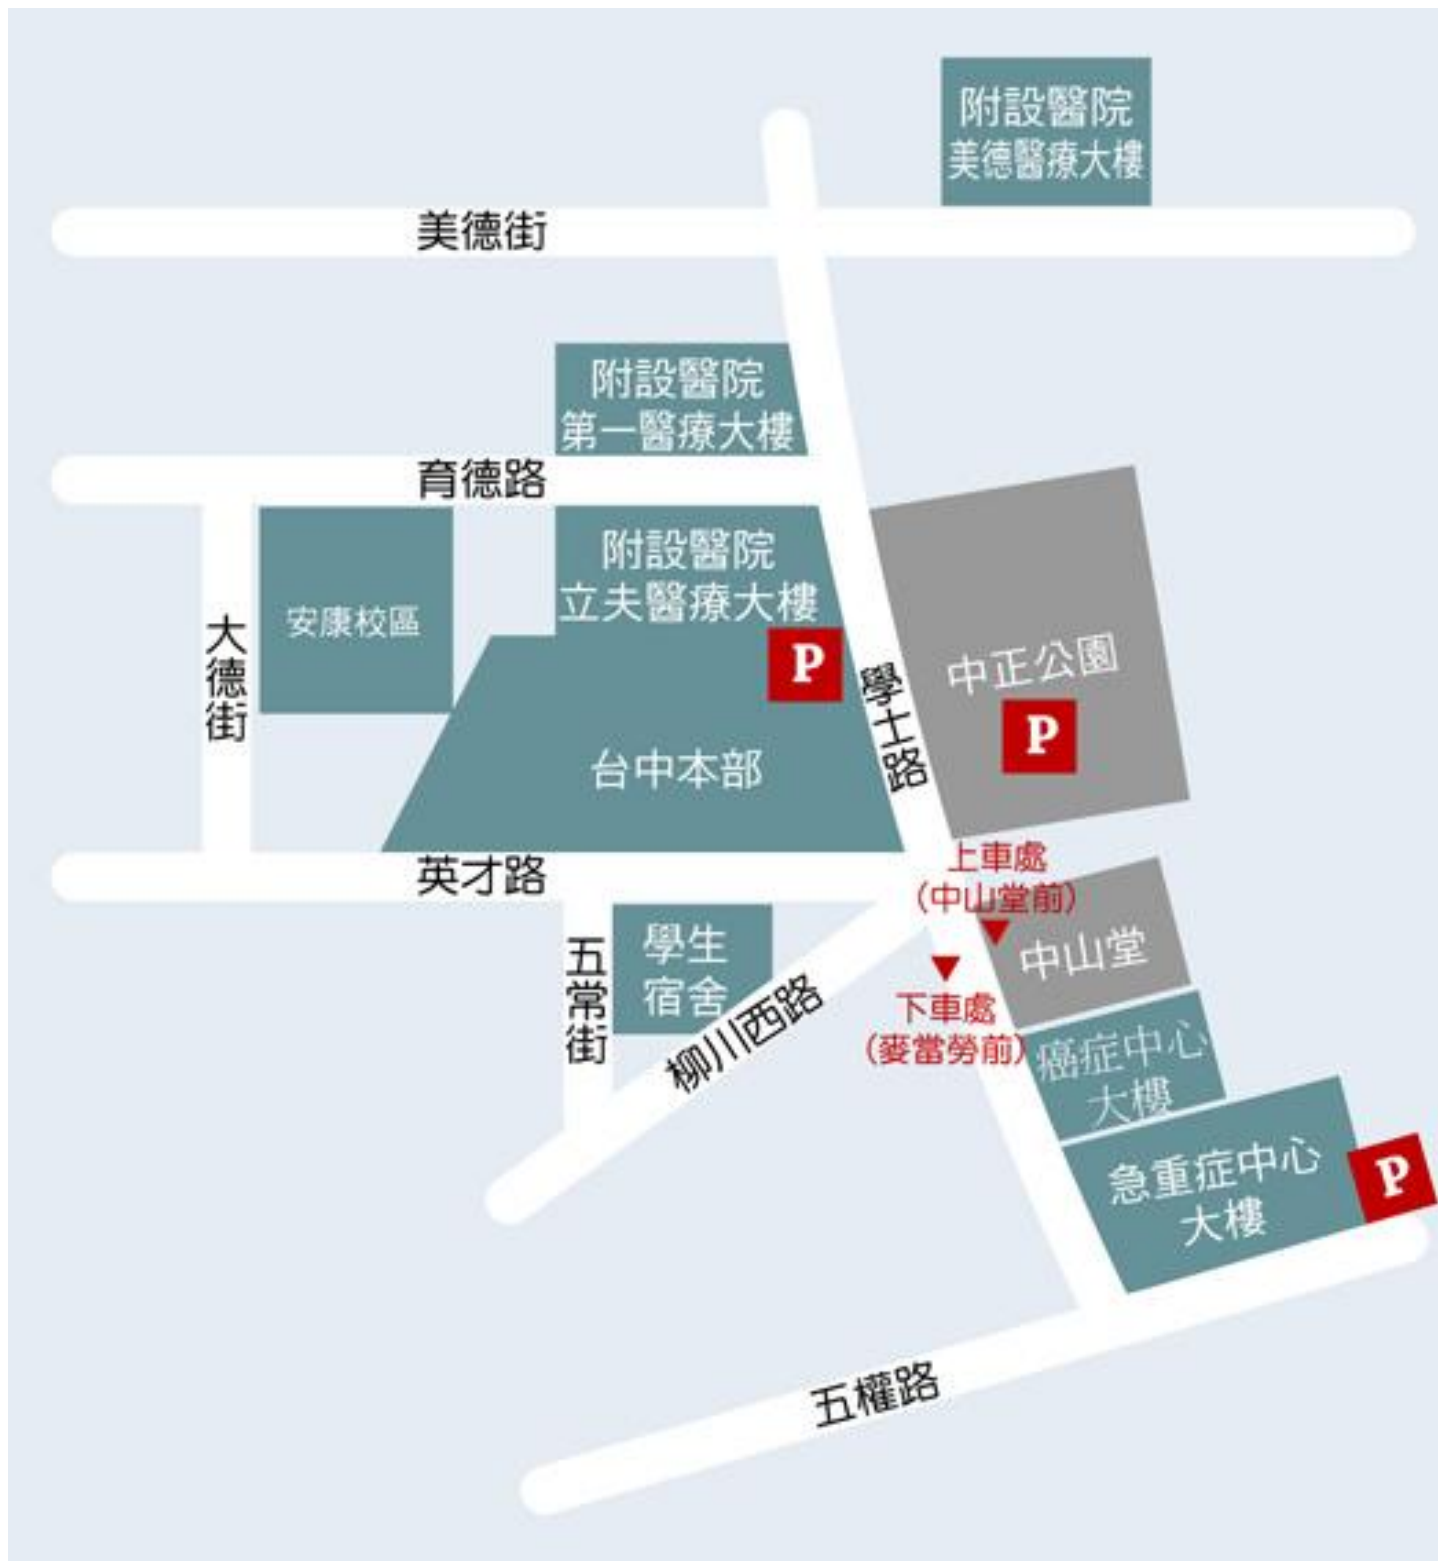 附設醫院
美德醫療大樓
美德街
附設醫院
第一醫療大樓
育德路
附設醫院
立夫醫療大樓
安康校區
大德街
P
學士路
中正公園
P
台中本部
英才路
上車處
(中山堂前)
中山堂
五常街
學生
宿舍
柳川西路
下車處
(麥當勞前)
癌症中心
大樓
急重症中心
大樓
P
五權路